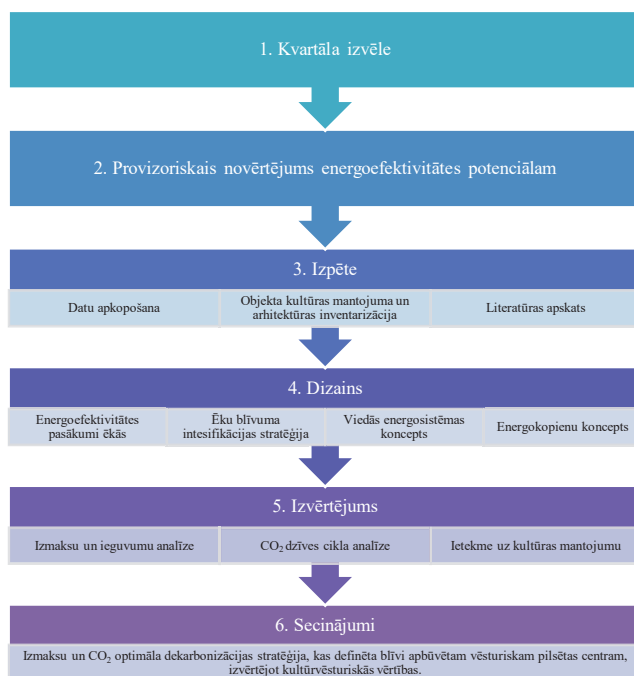 1. Kvartāla izvēle
2. Provizoriskais novērtējums energoefektivitātes potenciālam
3. Izpēte
Datu apkopošana
Objekta kultūras mantojuma un
arhitektūras inventarizācija
Literatūras apskats
4. Dizains
Energoefektivitātes
pasākumi ēkās
Ēku blīvuma
intesifikācijas stratēģija
Viedās energosistēmas
koncepts
Energokopienu koncepts
5. Izvērtējums
Izmaksu un ieguvumu analīze
CO₂ dzīves cikla analīze
Ietekme uz kultūras mantojumu
6. Secinājumi
Izmaksu un CO₂ optimāla dekarbonizācijas stratēģija, kas definēta blīvi apbūvētam vēsturiskam pilsētas centram,
izvērtējot kultūrvēsturiskās vērtības.